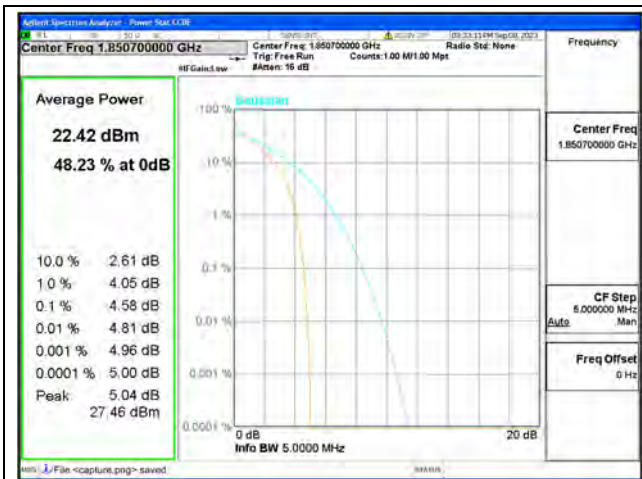 Agilent Spectrum Analyzer - Power Stat CCDF
Center Freq 1.850700000 GHz
Center Freq: 1.850700000 GHz
Radio Std: None
Trig: Free Run
Counts:1.00 M/1.00 Mpt
#IFGain:Low
#Atten: 16 dB
Frequency
Average Power
22.42 dBm
48.23 % at 0dB
10.0 % 2.61 dB
1.0 % 4.05 dB
0.1 % 4.58 dB
0.01 % 4.81 dB
0.001 % 4.96 dB
0.0001 % 5.00 dB
Peak 5.04 dB
27.46 dBm
Gaussian
100 %
10 %
1 %
0.1 %
0.01 %
0.001 %
0.0001 %
0 dB
20 dB
Info BW 5.0000 MHz
Center Freq
1.850700000 GHz
CF Step
5.000000 MHz
Auto Man
Freq Offset
0 Hz
MSG File <capture.png> saved
STATUS